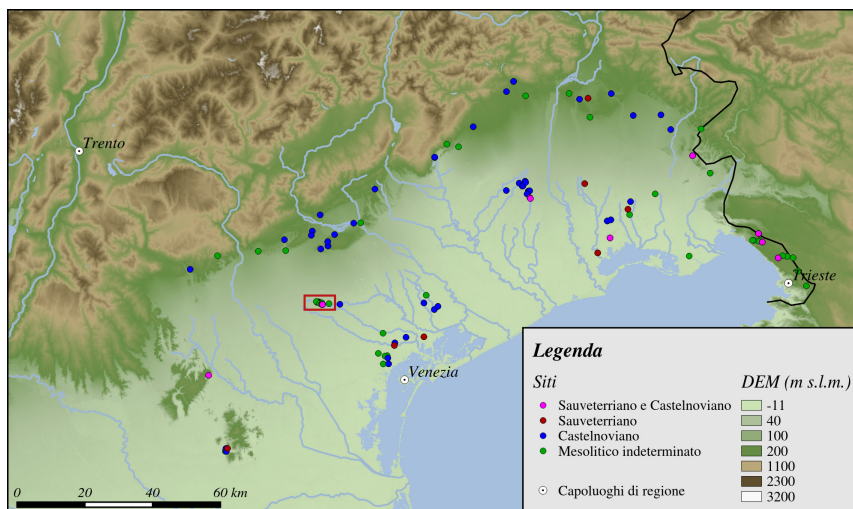 Trento
Trieste
Venezia
Legenda
Siti
Sauveterriano e Castelnoviano
Sauveterriano
Castelnoviano
Mesolitico indeterminato
Capoluoghi di regione
DEM (m s.l.m.)
-11
40
100
200
1100
2300
3200
0 20 40 60 km